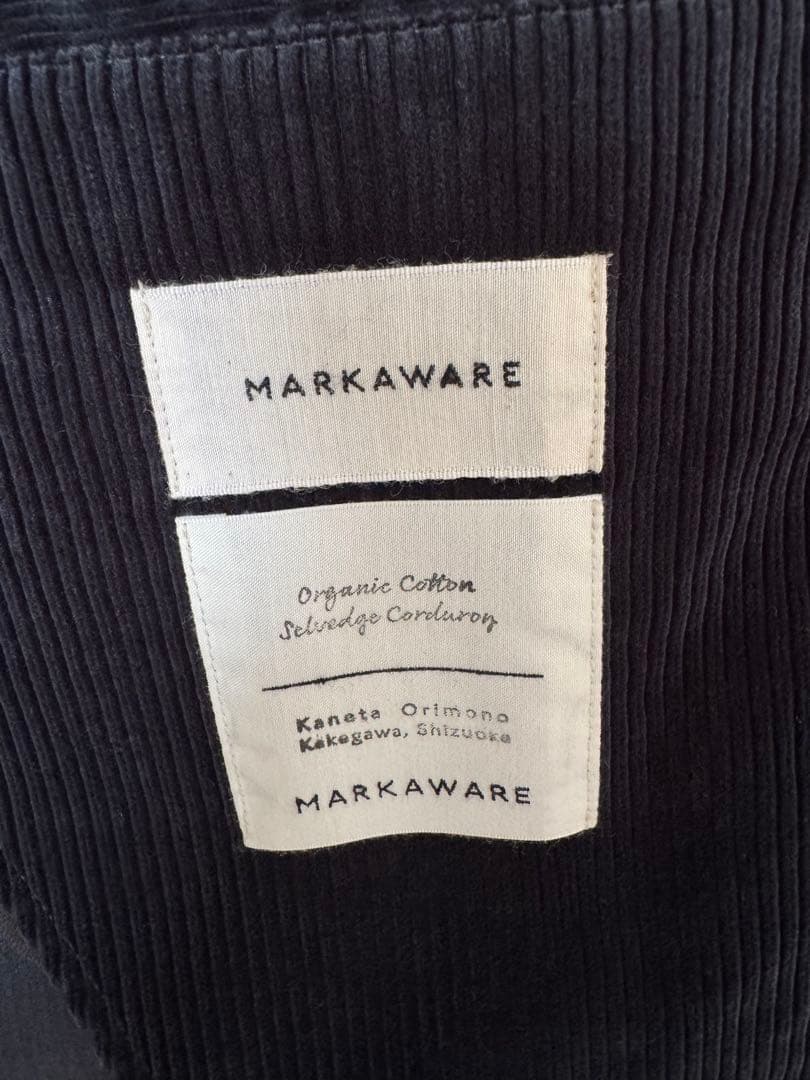 MARKAWARE
Organic Cotton
Selvedge Corduroy
Kaneta Orimono
Kakegawa, Shizuoka
MARKAWARE